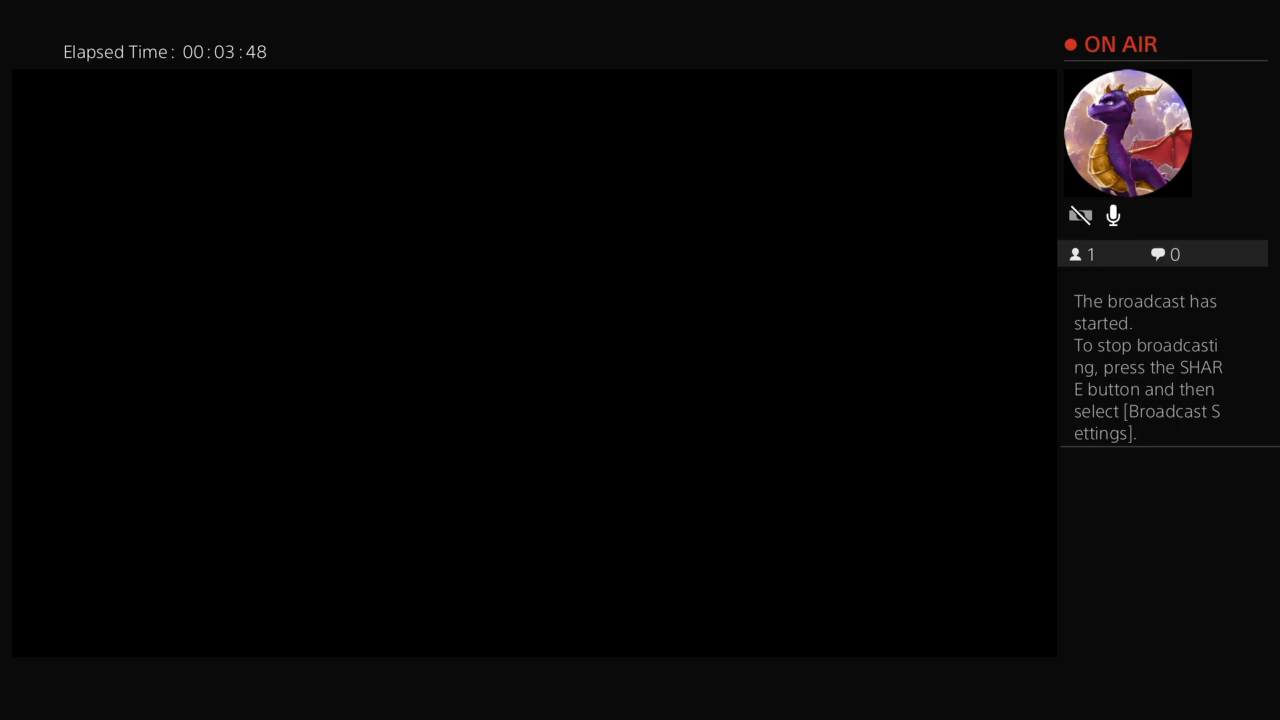 Elapsed Time: 00:03:48
ON AIR
1 0
The broadcast has
started.
To stop broadcasti
ng, press the SHAR
E button and then
select [Broadcast S
ettings].